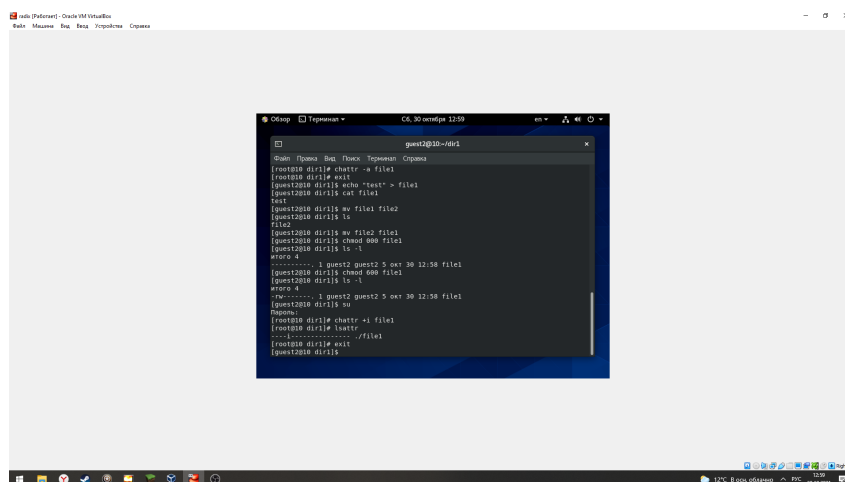 radix [Работает] - Oracle VM VirtualBox
Файл Машина Вид Ввод Устройства Справка
Обзор Терминал Сб, 30 октября 12:59 en
guest2@10:~/dir1
Файл Правка Вид Поиск Терминал Справка
[root@10 dir1]# chattr -a file1
[root@10 dir1]# exit
[guest2@10 dir1]$ echo "test" > file1
[guest2@10 dir1]$ cat file1
test
[guest2@10 dir1]$ mv file1 file2
[guest2@10 dir1]$ ls
file2
[guest2@10 dir1]$ mv file2 file1
[guest2@10 dir1]$ chmod 000 file1
[guest2@10 dir1]$ ls -l
итого 4
----------. 1 guest2 guest2 5 окт 30 12:58 file1
[guest2@10 dir1]$ chmod 600 file1
[guest2@10 dir1]$ ls -l
итого 4
-rw-------. 1 guest2 guest2 5 окт 30 12:58 file1
[guest2@10 dir1]$ su
Пароль:
[root@10 dir1]# chattr +i file1
[root@10 dir1]# lsattr
----i--------------- ./file1
[root@10 dir1]# exit
[guest2@10 dir1]$
12°C В осн. облачно РУС 12:59